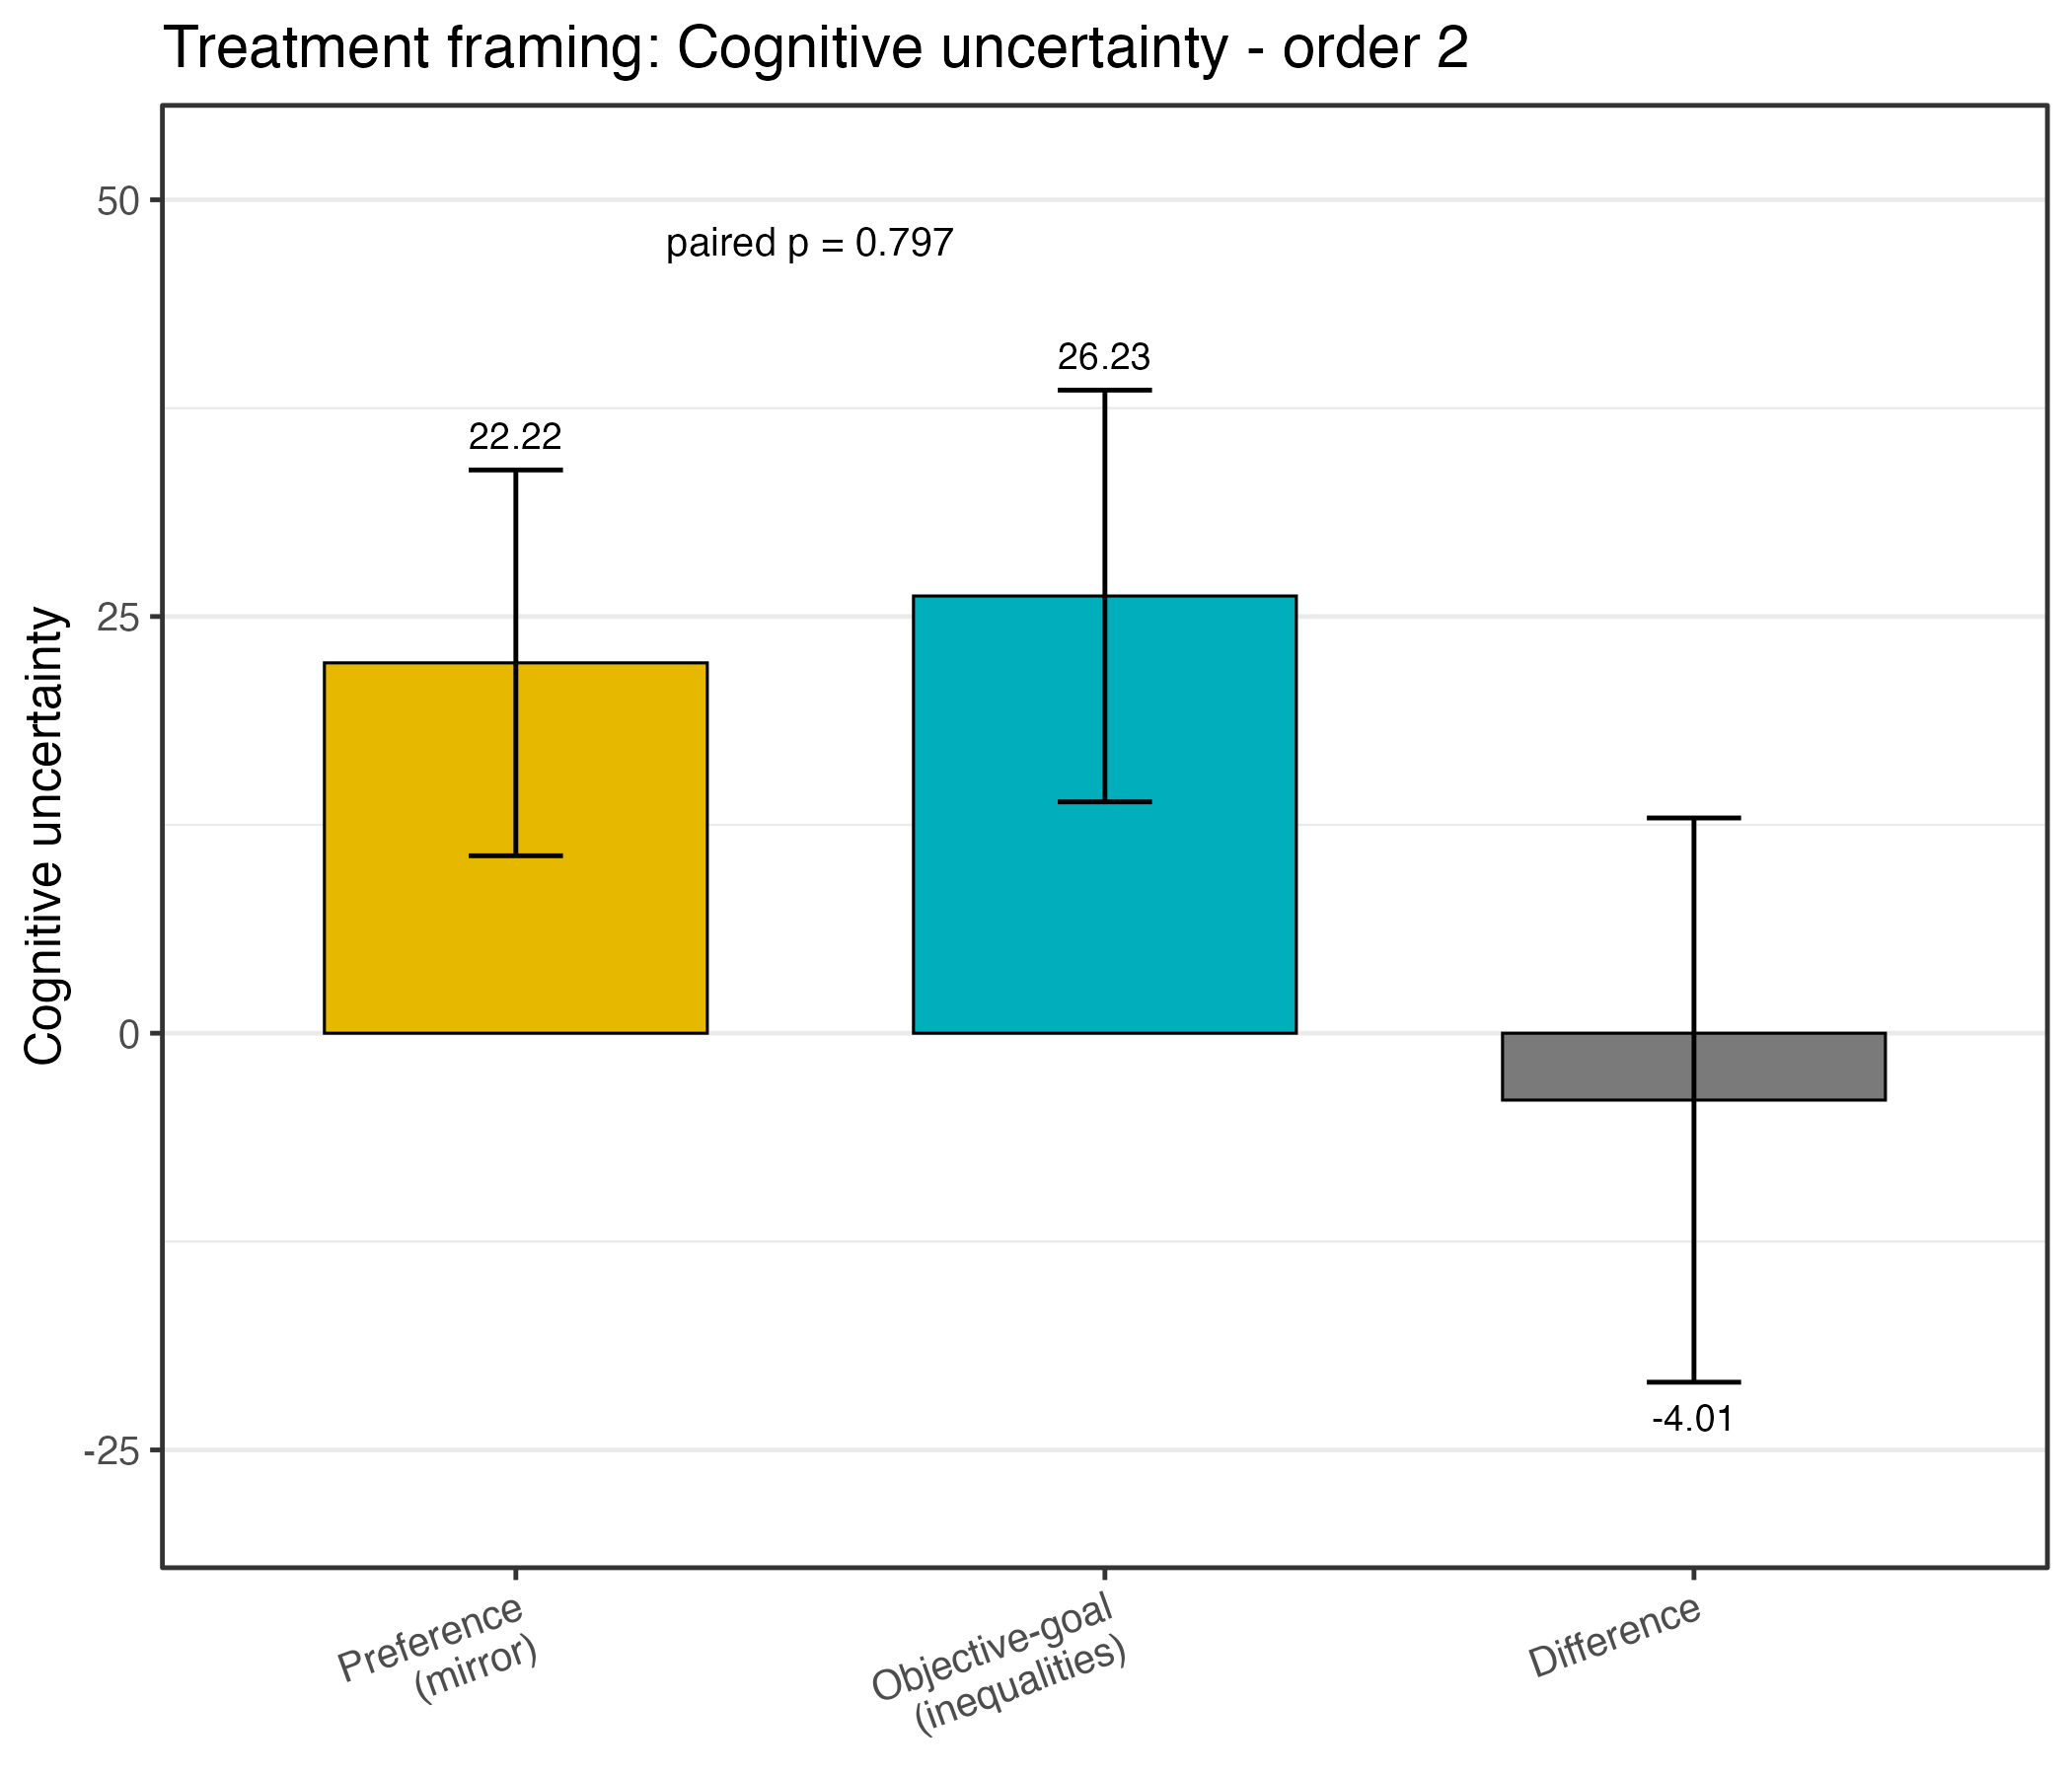 Treatment framing: Cognitive uncertainty - order 2
Cognitive uncertainty
50
25
0
-25
paired p = 0.797
22.22
26.23
-4.01
Preference
(mirror)
Objective-goal
(inequalities)
Difference